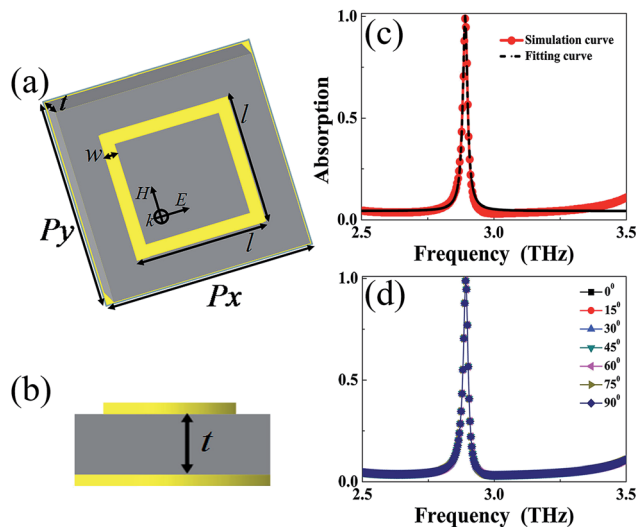 (a)
t
l
w
H
E
k
Py
l
Px
(b)
t
(c)
1.0
Simulation curve
Fitting curve
Absorption
0.5
0.0
2.5 3.0 3.5
Frequency (THz)
(d)
1.0
0⁰
15⁰
30⁰
45⁰
60⁰
75⁰
90⁰
0.5
0.0
2.5 3.0 3.5
Frequency (THz)